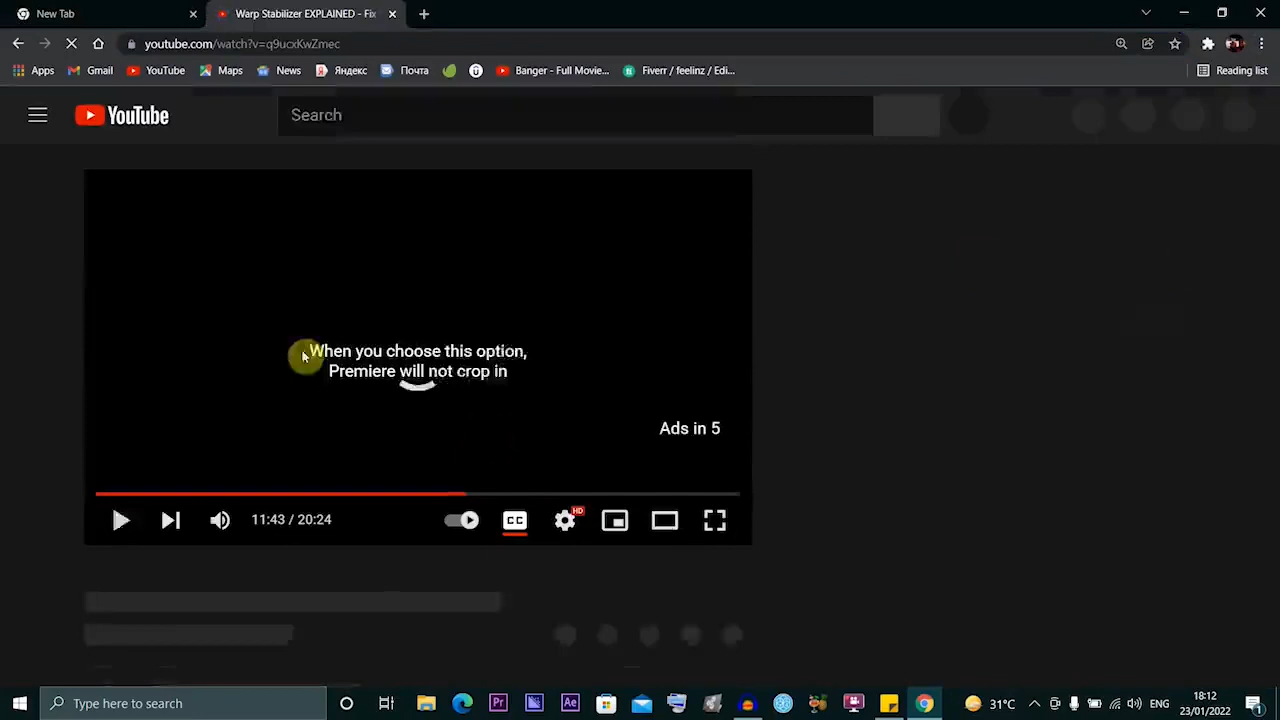 New Tab
Warp Stabilizer EXPLAINED - Fix
youtube.com/watch?v=q9ucxKwZmec
Apps
Gmail
YouTube
Maps
News
Яндекс
Почта
Banger - Full Movie...
Fiverr / feelinz / Edi...
Reading list
YouTube
Search
When you choose this option,
Premiere will not crop in
Ads in 5
11:43 / 20:24
CC
HD
Type here to search
Pr
Ae
31°C
ENG
18:12
23/01/2022